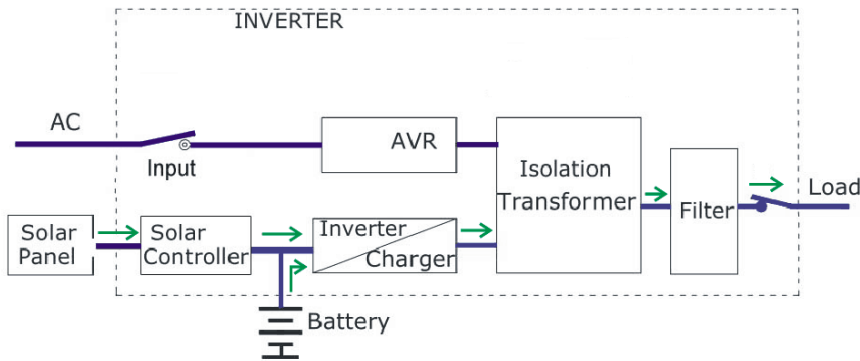 INVERTER
AC
Input
AVR
Isolation
Transformer
Filter
Load
Solar
Panel
Solar
Controller
Inverter
Charger
Battery